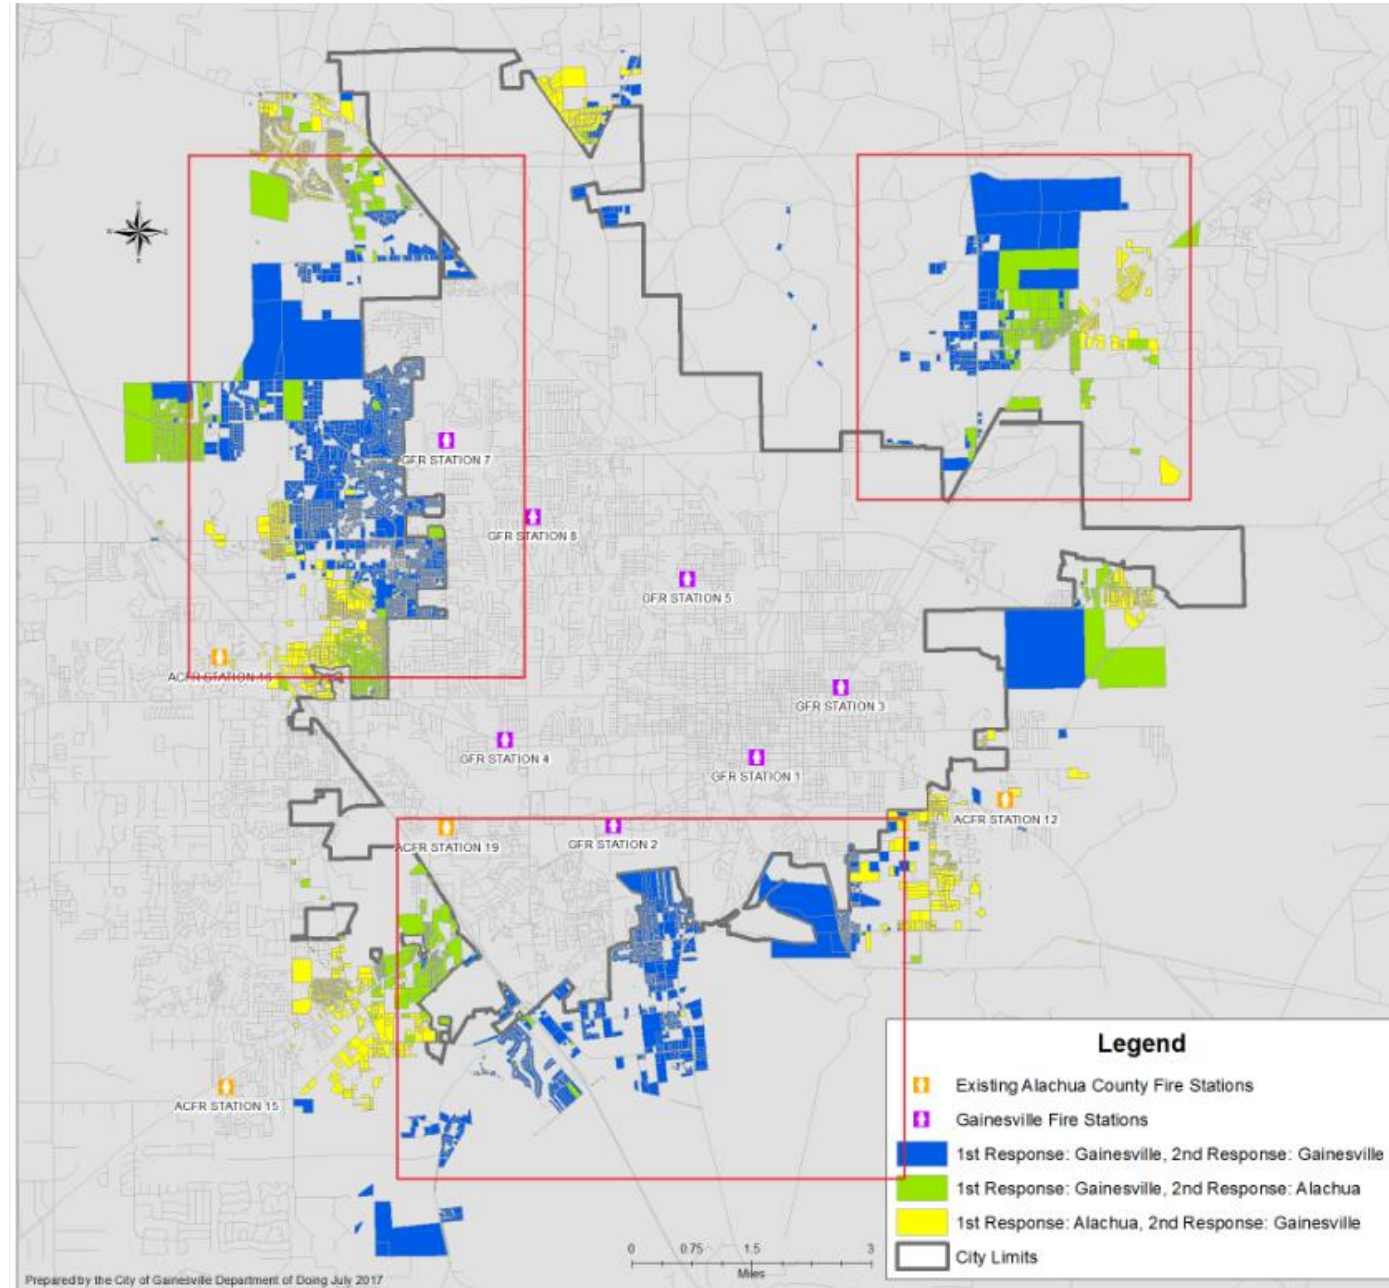 GFR STATION 7
GFR STATION 8
GFR STATION 5
ACFR STATION 16
GFR STATION 3
GFR STATION 4
GFR STATION 1
ACFR STATION 12
ACFR STATION 19
GFR STATION 2
ACFR STATION 15
Legend
Existing Alachua County Fire Stations
Gainesville Fire Stations
1st Response: Gainesville, 2nd Response: Gainesville
1st Response: Gainesville, 2nd Response: Alachua
1st Response: Alachua, 2nd Response: Gainesville
City Limits
0 0.75 1.5 3
Miles
Prepared by the City of Gainesville Department of Doing July 2017